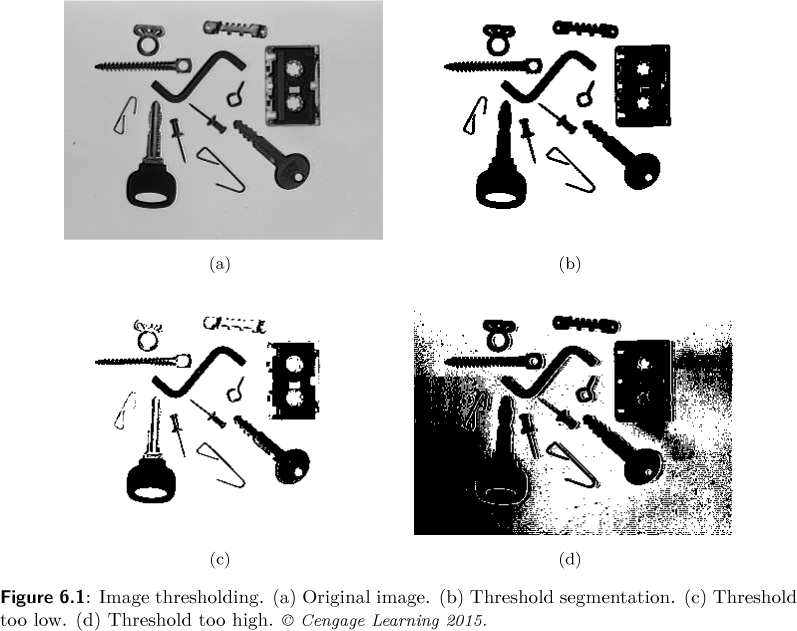 (a)
(b)
(c)
(d)
Figure 6.1: Image thresholding. (a) Original image. (b) Threshold segmentation. (c) Threshold
too low. (d) Threshold too high. © Cengage Learning 2015.